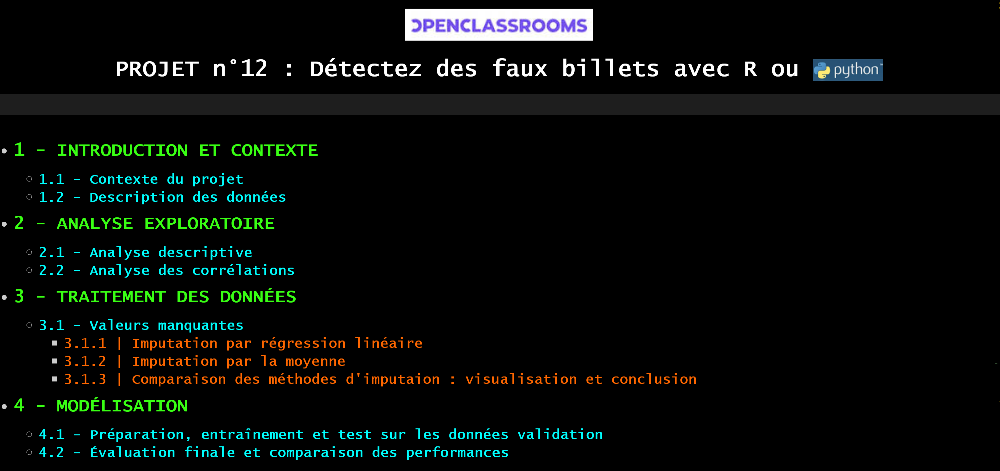 OPENCLASSROOMS
PROJET n°12 : Détectez des faux billets avec R ou python™
1 - INTRODUCTION ET CONTEXTE
1.1 - Contexte du projet
1.2 - Description des données
2 - ANALYSE EXPLORATOIRE
2.1 - Analyse descriptive
2.2 - Analyse des corrélations
3 - TRAITEMENT DES DONNÉES
3.1 - Valeurs manquantes
3.1.1 | Imputation par régression linéaire
3.1.2 | Imputation par la moyenne
3.1.3 | Comparaison des méthodes d'imputaion : visualisation et conclusion
4 - MODÉLISATION
4.1 - Préparation, entraînement et test sur les données validation
4.2 - Évaluation finale et comparaison des performances